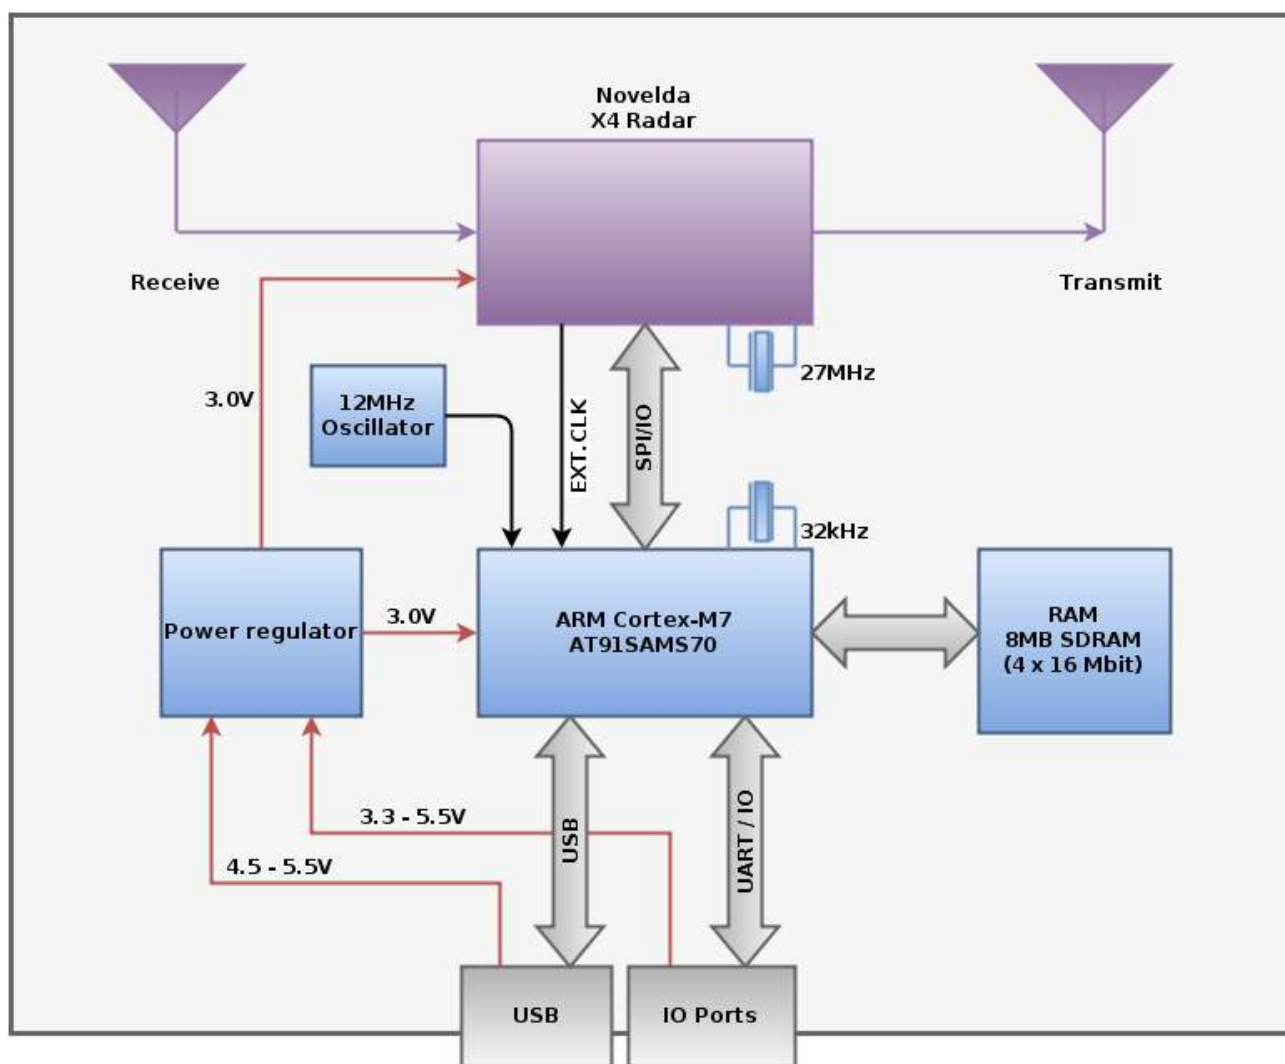 Novelda
X4 Radar
Receive
Transmit
27MHz
3.0V
12MHz
Oscillator
EXT.CLK
SPI/IO
32kHz
Power regulator
3.0V
ARM Cortex-M7
AT91SAMS70
RAM
8MB SDRAM
(4 x 16 Mbit)
3.3 - 5.5V
4.5 - 5.5V
USB
UART / IO
USB
IO Ports